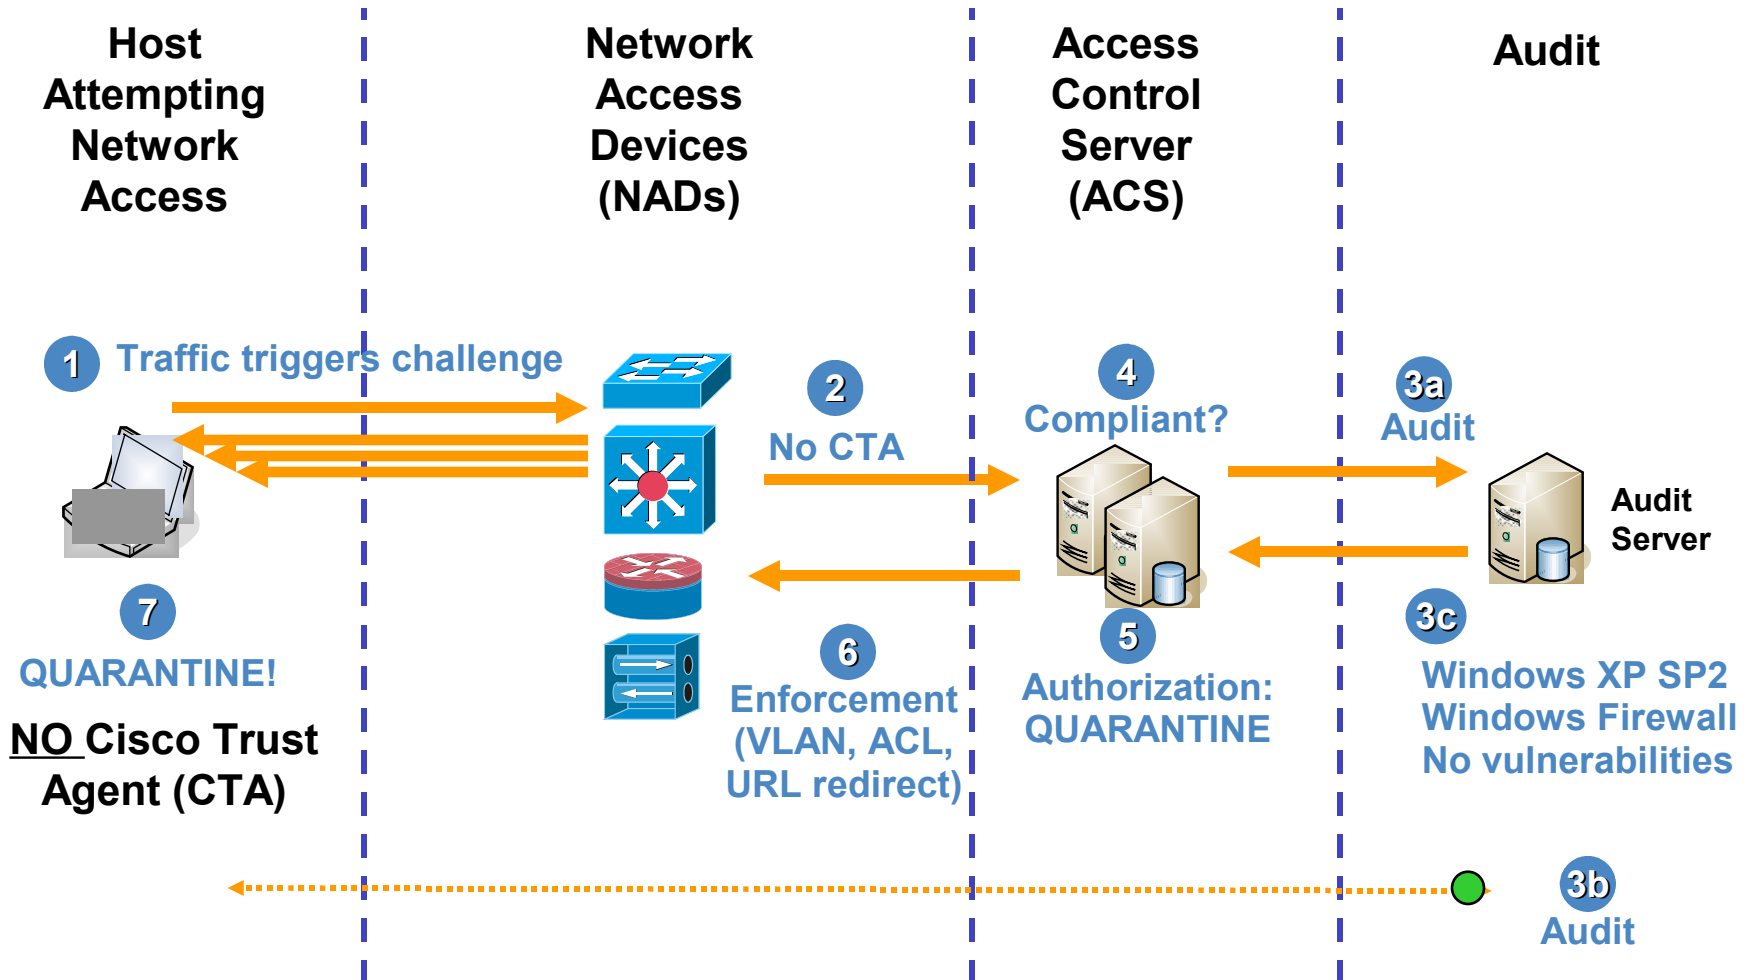 Host
Attempting
Network
Access
Network
Access
Devices
(NADs)
Access
Control
Server
(ACS)
Audit
1 Traffic triggers challenge
2
No CTA
4
Compliant?
3a
Audit
Audit
Server
7
QUARANTINE!
NO Cisco Trust
Agent (CTA)
6
Enforcement
(VLAN, ACL,
URL redirect)
5
Authorization:
QUARANTINE
3c
Windows XP SP2
Windows Firewall
No vulnerabilities
3b
Audit